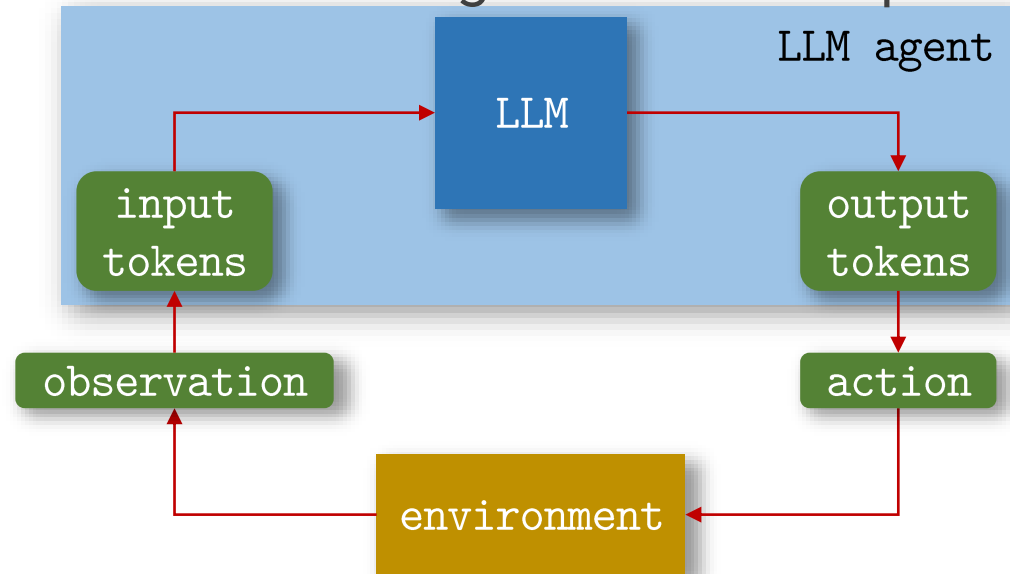 LLM agent
LLM
input
tokens
output
tokens
observation
action
environment